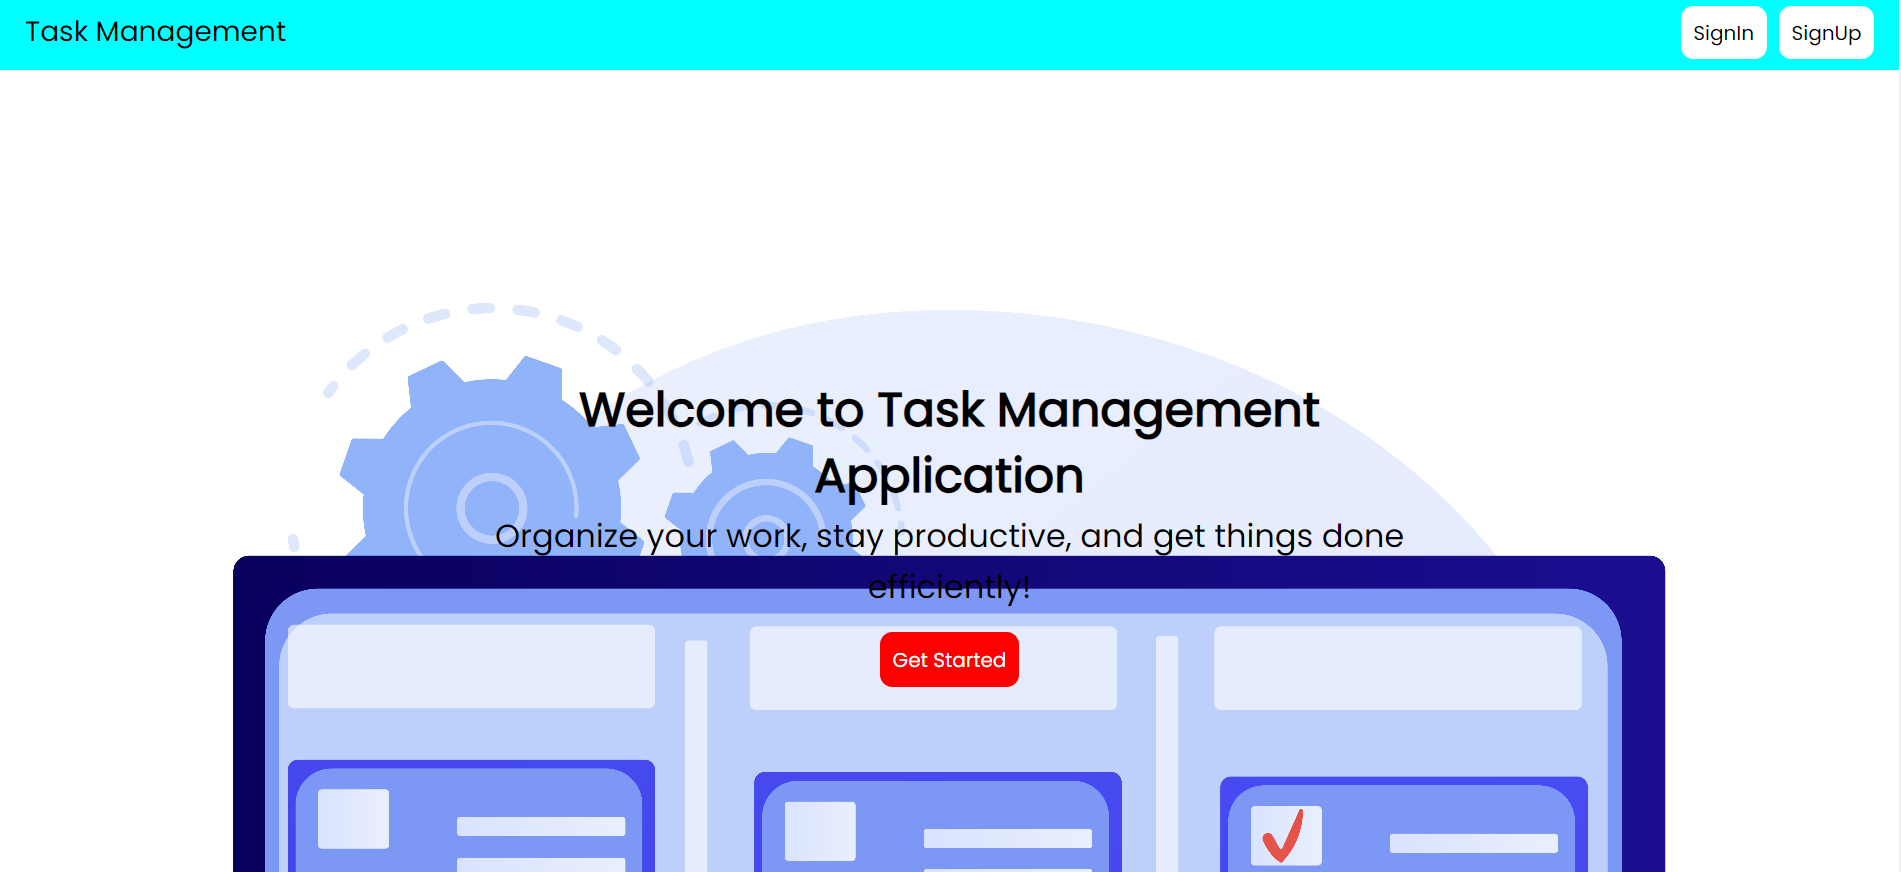 Task Management
SignIn
SignUp
Welcome to Task Management
Application
Organize your work, stay productive, and get things done
efficiently!
Get Started